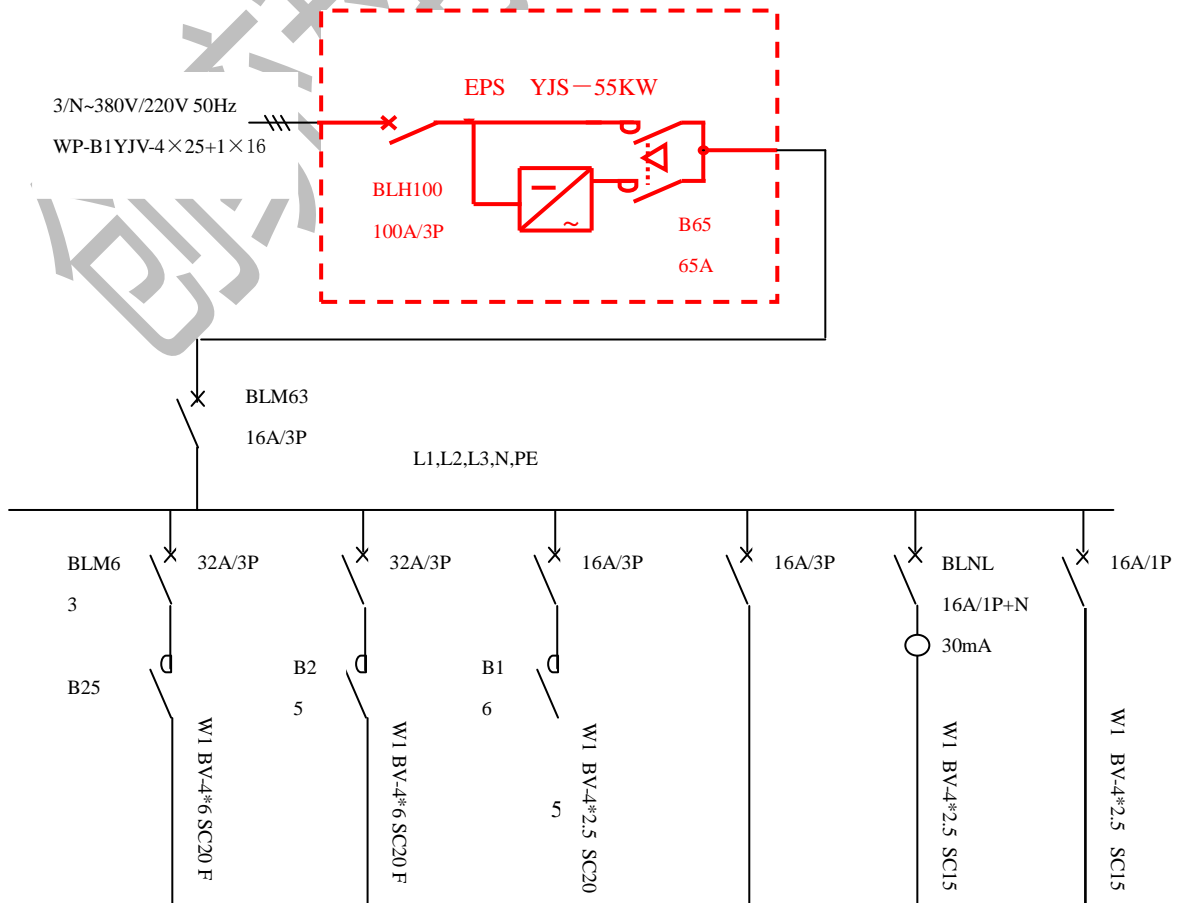 EPS YJS－55KW
3/N~380V/220V 50Hz
WP-B1YJV-4×25+1×16
BLH100
100A/3P
B65
65A
BLM63
16A/3P
L1,L2,L3,N,PE
BLM6
3
32A/3P
32A/3P
16A/3P
16A/3P
BLNL
16A/1P+N
30mA
16A/1P
B25
B2
5
B1
6
W1 BV-4*6 SC20 F
W1 BV-4*6 SC20 F
W1 BV-4*2.5 SC20
5
W1 BV-4*2.5 SC15
W1 BV-4*2.5 SC15